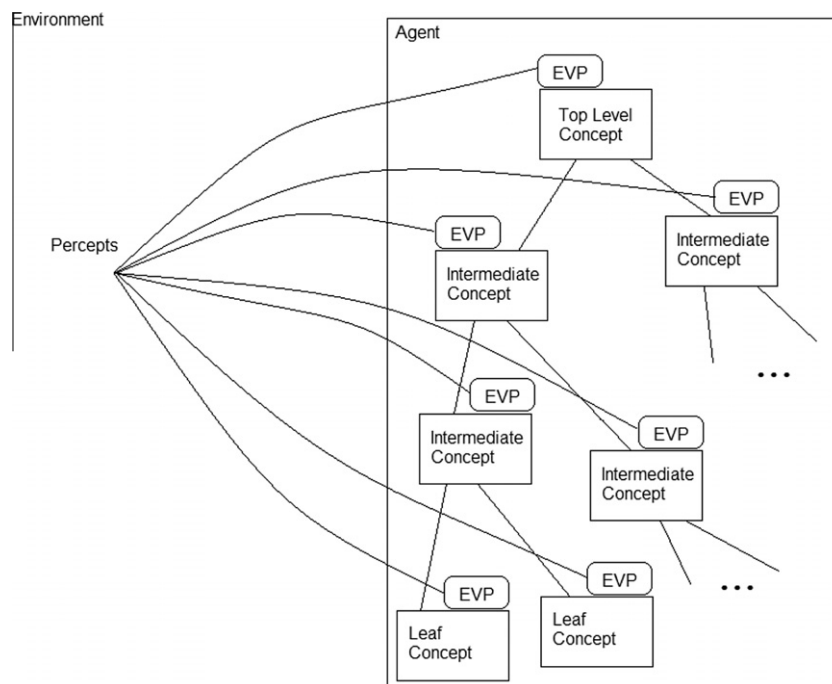 Environment
Agent
EVP
Top Level
Concept
EVP
EVP
Percepts
Intermediate
Concept
Intermediate
Concept
...
EVP
Intermediate
Concept
EVP
Intermediate
Concept
...
EVP
EVP
Leaf
Concept
Leaf
Concept